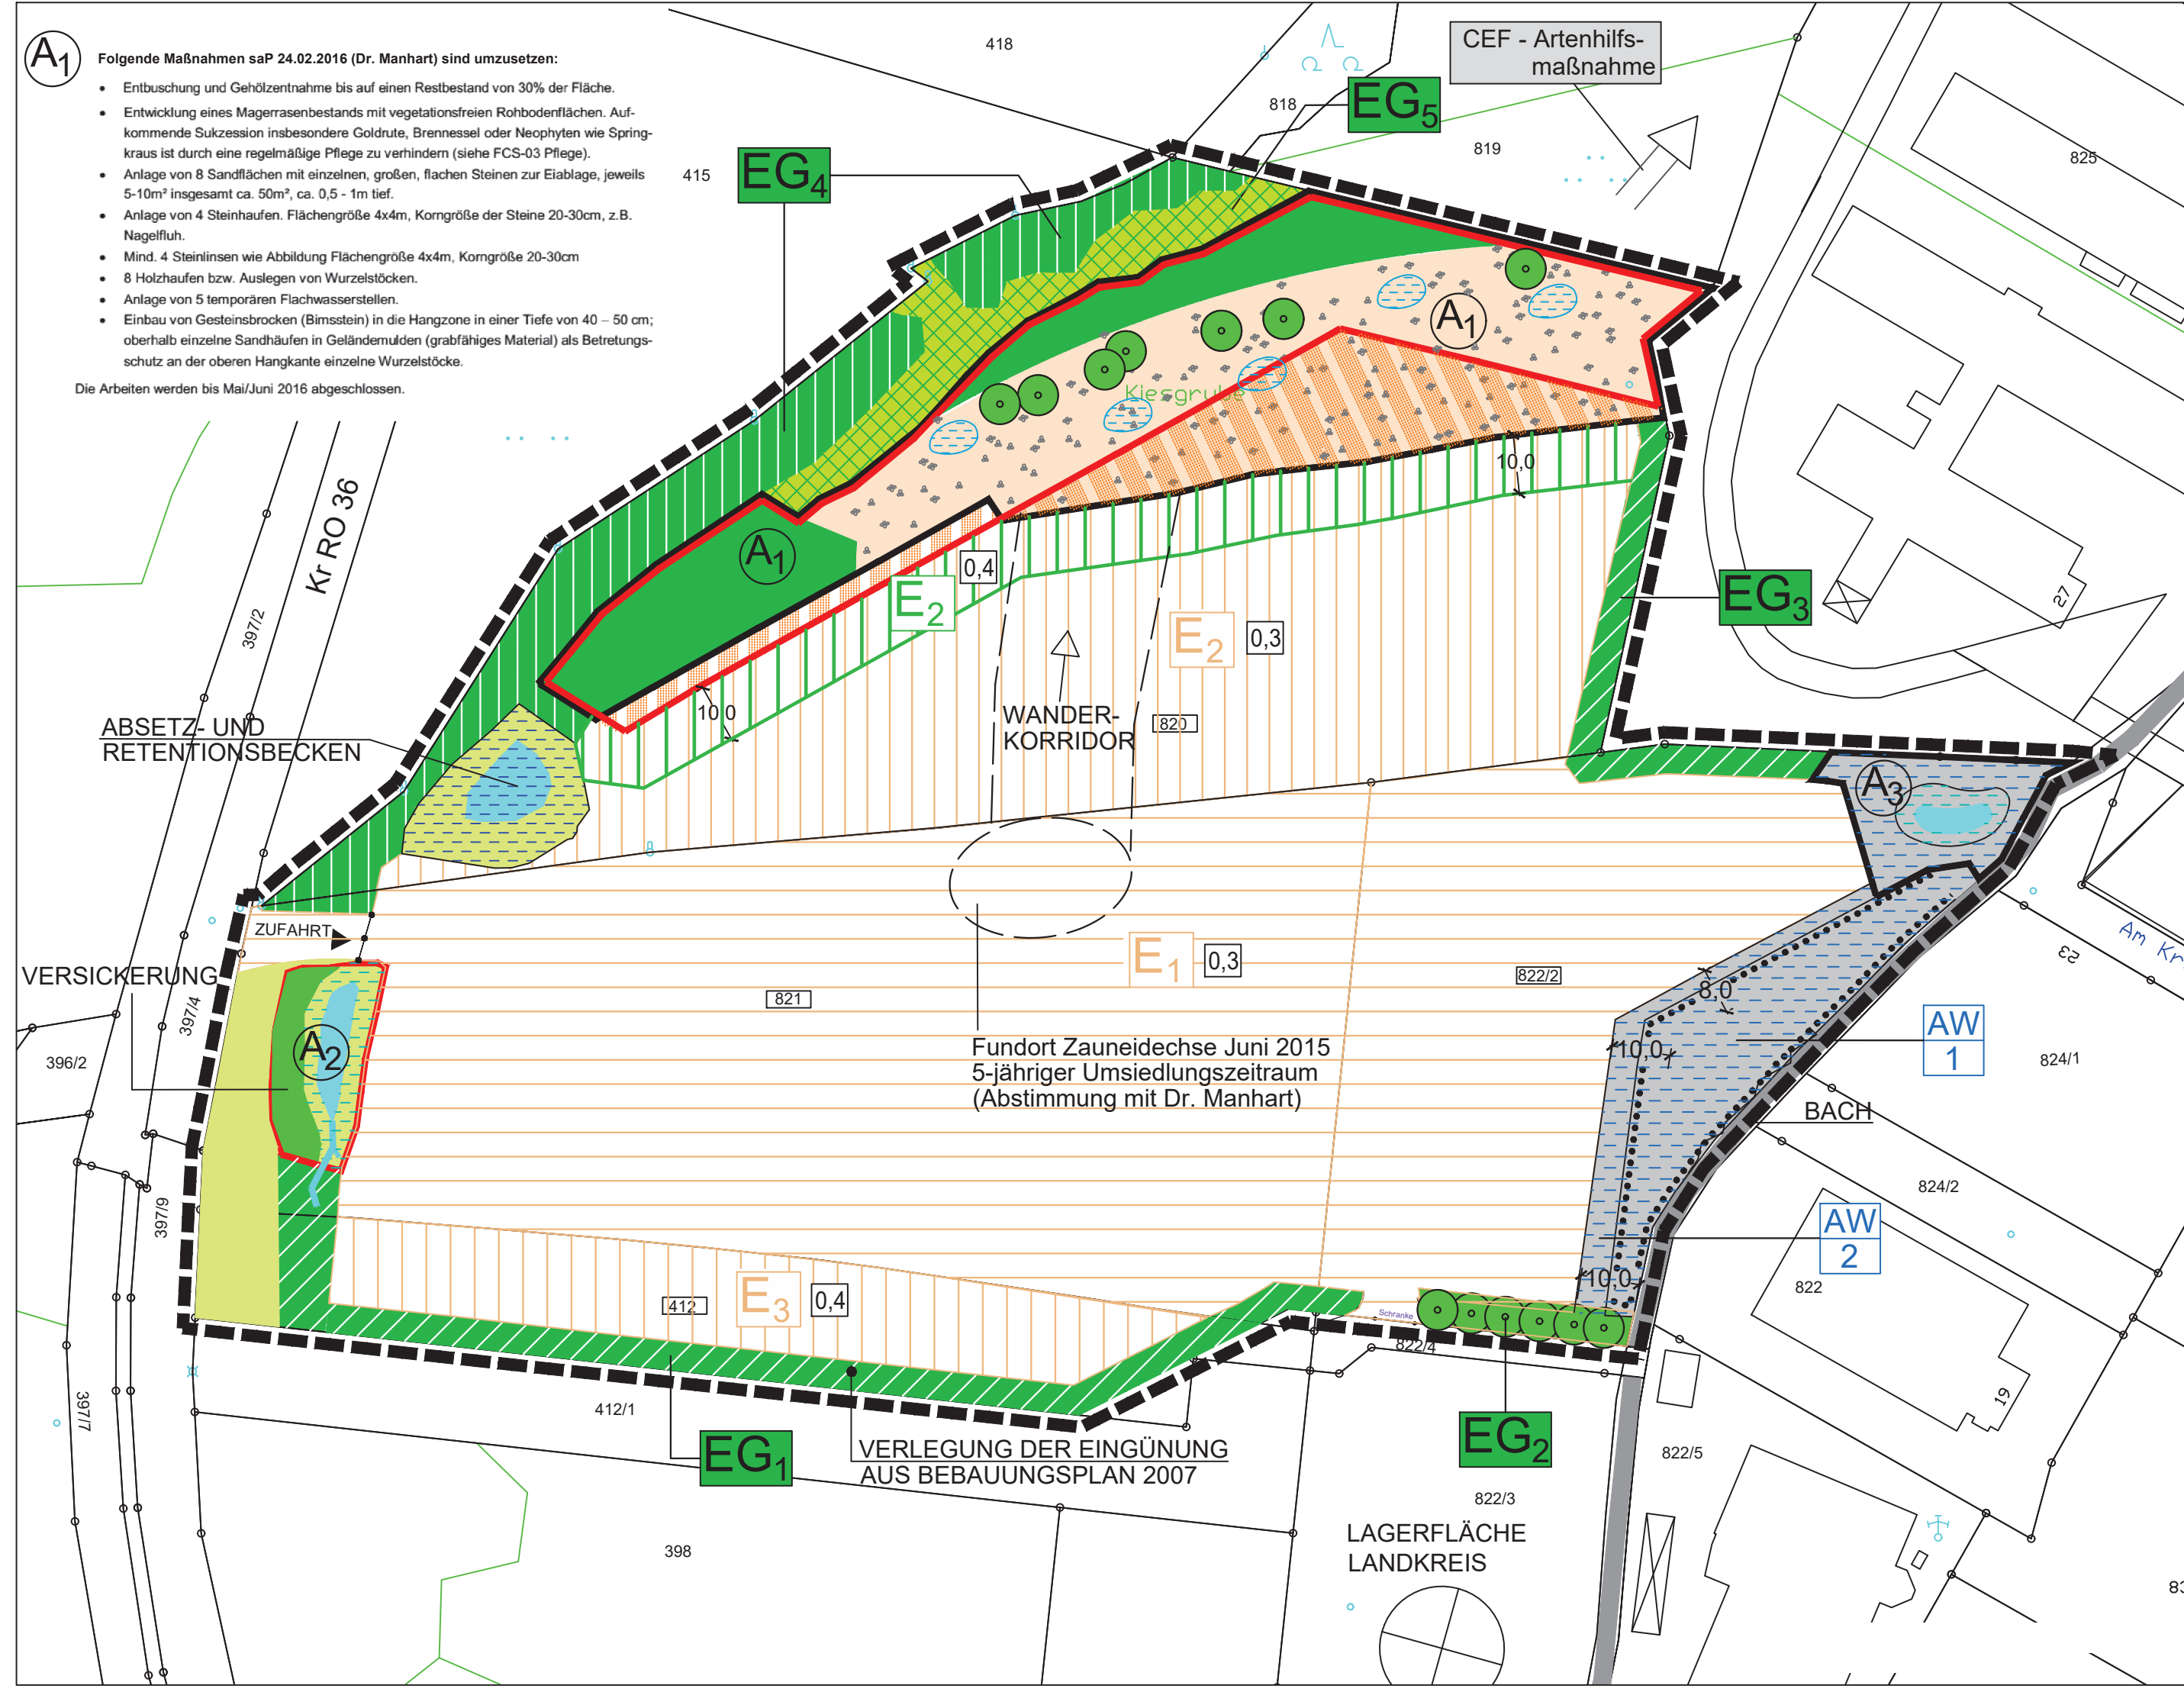 A1
Folgende Maßnahmen saP 24.02.2016 (Dr. Manhart) sind umzusetzen:
• Entbuschung und Gehölzentnahme bis auf einen Restbestand von 30% der Fläche.
• Entwicklung eines Magerrasenbestands mit vegetationsfreien Rohbodenflächen. Auf-
kommende Sukzession insbesondere Goldrute, Brennessel oder Neophyten wie Spring-
kraus ist durch eine regelmäßige Pflege zu verhindern (siehe FCS-03 Pflege).
• Anlage von 8 Sandflächen mit einzelnen, großen, flachen Steinen zur Eiablage, jeweils
5-10m² insgesamt ca. 50m², ca. 0,5 - 1m tief.
• Anlage von 4 Steinhaufen. Flächengröße 4x4m, Korngröße der Steine 20-30cm, z.B.
Nagelfluh.
• Mind. 4 Steinlinsen wie Abbildung Flächengröße 4x4m, Korngröße 20-30cm
• 8 Holzhaufen bzw. Auslegen von Wurzelstöcken.
• Anlage von 5 temporären Flachwasserstellen.
• Einbau von Gesteinsbrocken (Bimsstein) in die Hangzone in einer Tiefe von 40 – 50 cm;
oberhalb einzelne Sandhäufen in Geländemulden (grabfähiges Material) als Betretungs-
schutz an der oberen Hangkante einzelne Wurzelstöcke.
Die Arbeiten werden bis Mai/Juni 2016 abgeschlossen.
418
CEF - Artenhilfs-
maßnahme
818
EG5
819
825
415
EG4
A1
Kiesgrube
10,0
Kr RO 36
A1
0,4
E2
E2
0,3
EG3
27
397/2
10,0
WANDER-
KORRIDOR
820
ABSETZ- UND
RETENTIONSBECKEN
A3
ZUFAHRT
VERSICKERUNG
E1
0,3
822/2
821
8,0
Am Kr
23
397/4
396/2
A2
Fundort Zauneidechse Juni 2015
5-jähriger Umsiedlungszeitraum
(Abstimmung mit Dr. Manhart)
10,0
AW
1
824/1
BACH
824/2
397/9
AW
2
822
10,0
E3
0,4
412
Schranke
822/4
397/7
412/1
19
EG1
VERLEGUNG DER EINGÜNUNG
AUS BEBAUUNGSPLAN 2007
EG2
822/5
822/3
398
LAGERFLÄCHE
LANDKREIS